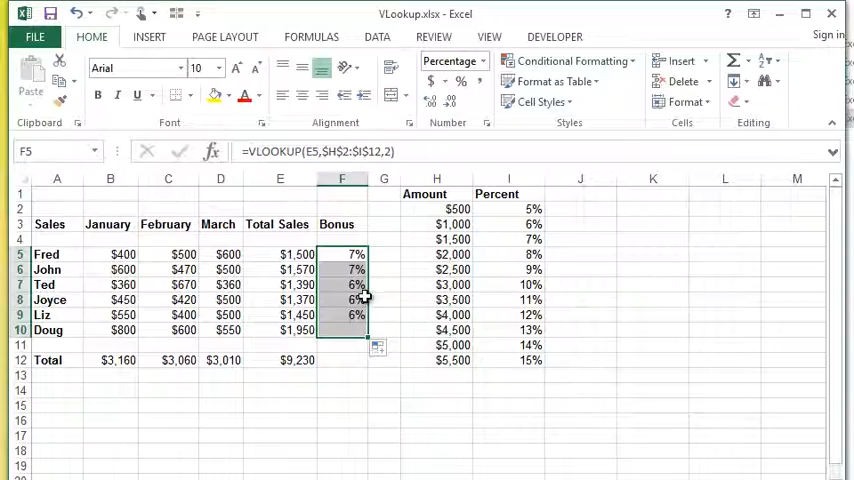 VLookup.xlsx - Excel
FILE HOME INSERT PAGE LAYOUT FORMULAS DATA REVIEW VIEW DEVELOPER Sign in
Paste
Arial 10
B I U
Percentage
$ % ,
Conditional Formatting
Format as Table
Cell Styles
Insert
Delete
Format
Clipboard Font Alignment Number Styles Cells Editing
F5 fx =VLOOKUP(E5,$H$2:$I$12,2)
A B C D E F G H I J K L M
1 Amount Percent
2 $500 5%
3 Sales January February March Total Sales Bonus $1,000 6%
4 $1,500 7%
5 Fred $400 $500 $600 $1,500 7% $2,000 8%
6 John $600 $470 $500 $1,570 7% $2,500 9%
7 Ted $360 $670 $360 $1,390 6% $3,000 10%
8 Joyce $450 $420 $500 $1,370 6% $3,500 11%
9 Liz $550 $400 $500 $1,450 6% $4,000 12%
10 Doug $800 $600 $550 $1,950 $4,500 13%
11 $5,000 14%
12 Total $3,160 $3,060 $3,010 $9,230 $5,500 15%
13
14
15
16
17
18
19